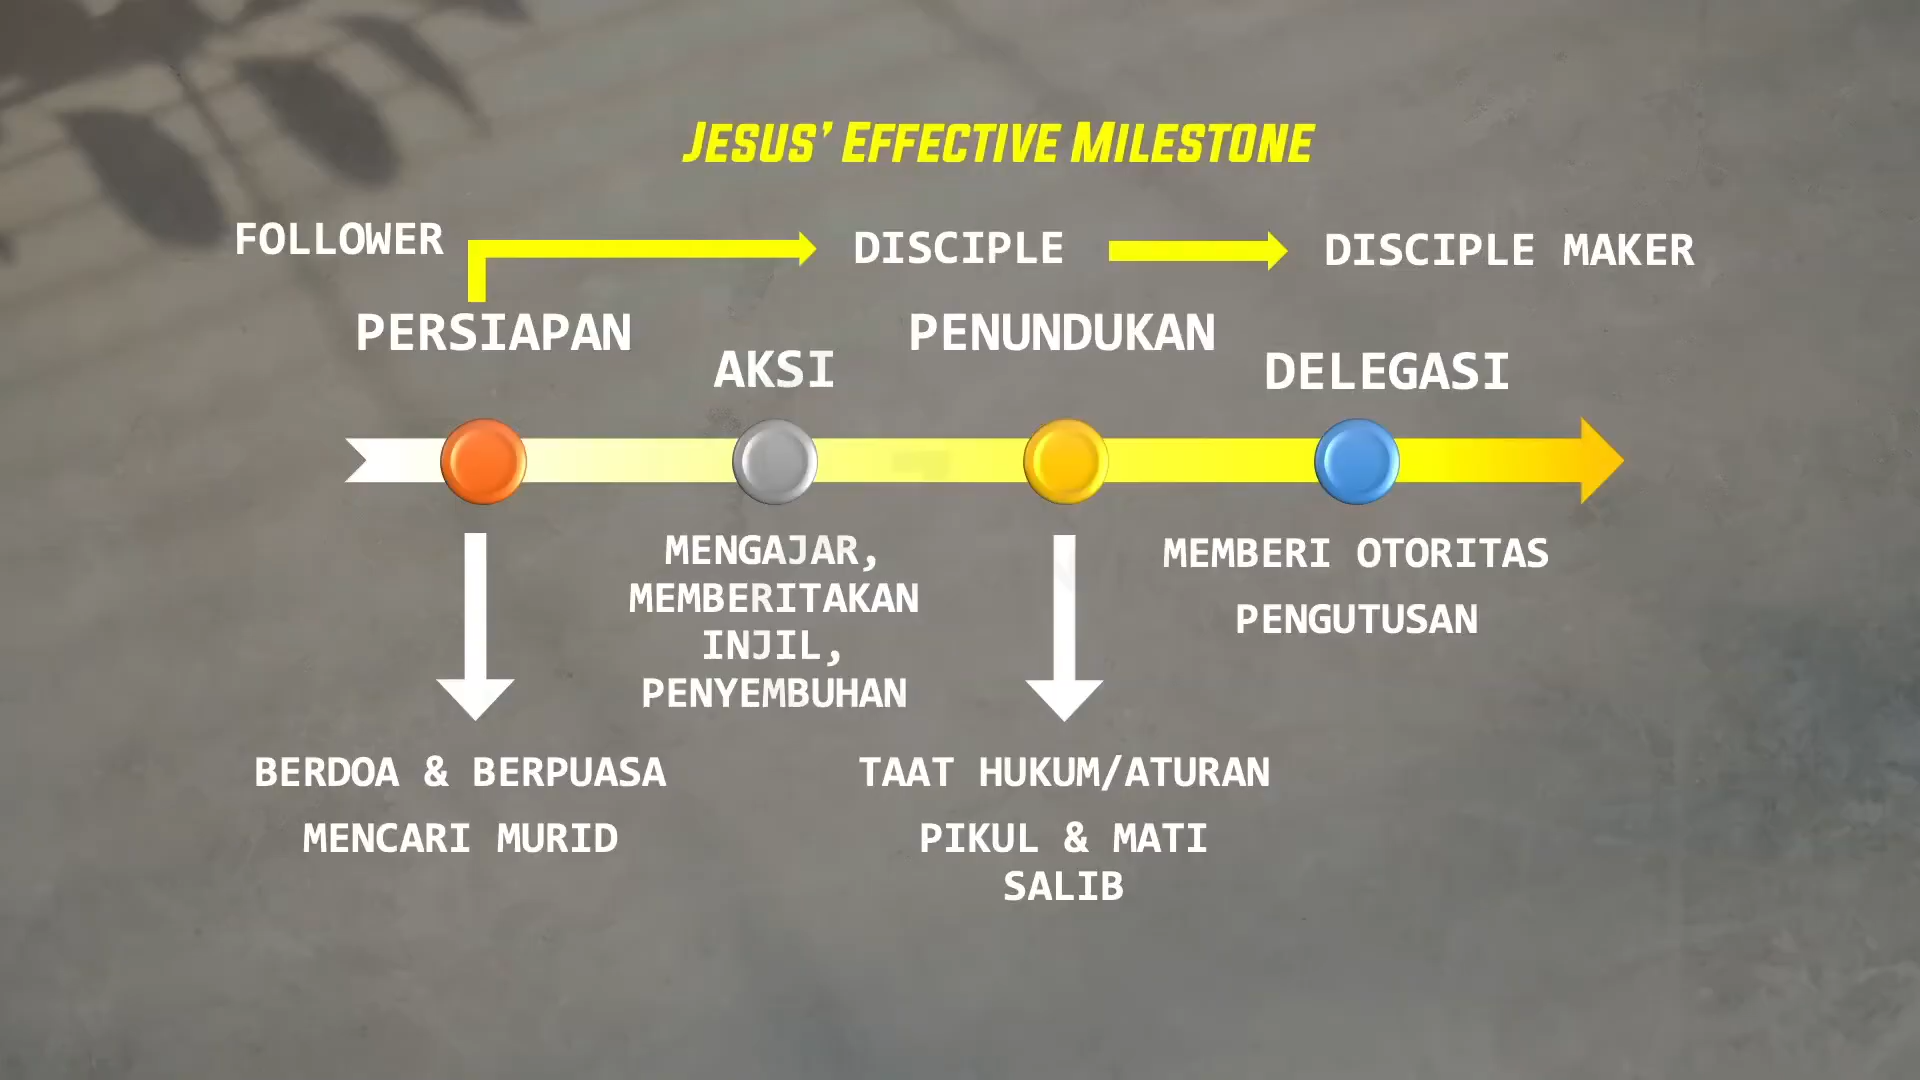 JESUS' EFFECTIVE MILESTONE
FOLLOWER
DISCIPLE
DISCIPLE MAKER
PERSIAPAN
AKSI
PENUNDUKAN
DELEGASI
BERDOA & BERPUASA
MENCARI MURID
MENGAJAR,
MEMBERITAKAN
INJIL,
PENYEMBUHAN
TAAT HUKUM/ATURAN
PIKUL & MATI
SALIB
MEMBERI OTORITAS
PENGUTUSAN